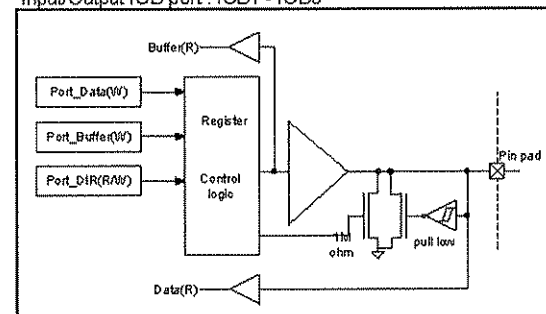 Input/Output IOB port : IOB1 - IOB0
Buffer(R)
Port_Data(W)
Port_Buffer(W)
Port_DIR(R/W)
Register
Control
logic
Pin pad
1M
ohm
pull low
Data(R)